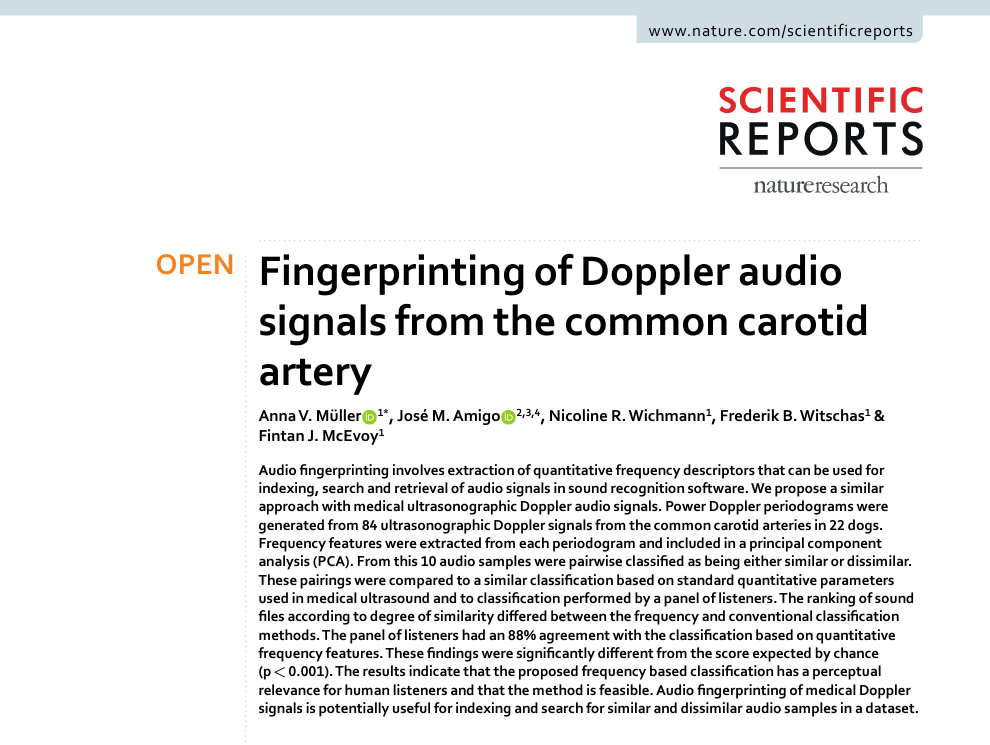 www.nature.com/scientificreports
SCIENTIFIC
REPORTS
natureresearch
OPEN
Fingerprinting of Doppler audio
signals from the common carotid
artery
Anna V. Müller iD 1*, José M. Amigo iD 2,3,4, Nicoline R. Wichmann1, Frederik B. Witschas1 &
Fintan J. McEvoy1
Audio fingerprinting involves extraction of quantitative frequency descriptors that can be used for
indexing, search and retrieval of audio signals in sound recognition software. We propose a similar
approach with medical ultrasonographic Doppler audio signals. Power Doppler periodograms were
generated from 84 ultrasonographic Doppler signals from the common carotid arteries in 22 dogs.
Frequency features were extracted from each periodogram and included in a principal component
analysis (PCA). From this 10 audio samples were pairwise classified as being either similar or dissimilar.
These pairings were compared to a similar classification based on standard quantitative parameters
used in medical ultrasound and to classification performed by a panel of listeners. The ranking of sound
files according to degree of similarity differed between the frequency and conventional classification
methods. The panel of listeners had an 88% agreement with the classification based on quantitative
frequency features. These findings were significantly different from the score expected by chance
(p < 0.001). The results indicate that the proposed frequency based classification has a perceptual
relevance for human listeners and that the method is feasible. Audio fingerprinting of medical Doppler
signals is potentially useful for indexing and search for similar and dissimilar audio samples in a dataset.